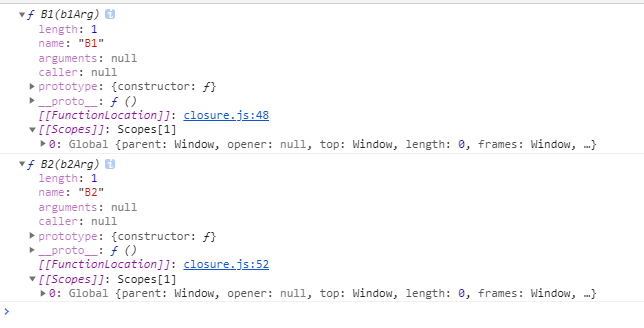 ▼ƒ B1(b1Arg) i
length: 1
name: "B1"
arguments: null
caller: null
▶prototype: {constructor: ƒ}
▶__proto__: ƒ ()
[[FunctionLocation]]: closure.js:48
▼[[Scopes]]: Scopes[1]
▶0: Global {parent: Window, opener: null, top: Window, length: 0, frames: Window, …}
▼ƒ B2(b2Arg) i
length: 1
name: "B2"
arguments: null
caller: null
▶prototype: {constructor: ƒ}
▶__proto__: ƒ ()
[[FunctionLocation]]: closure.js:52
▼[[Scopes]]: Scopes[1]
▶0: Global {parent: Window, opener: null, top: Window, length: 0, frames: Window, …}
>